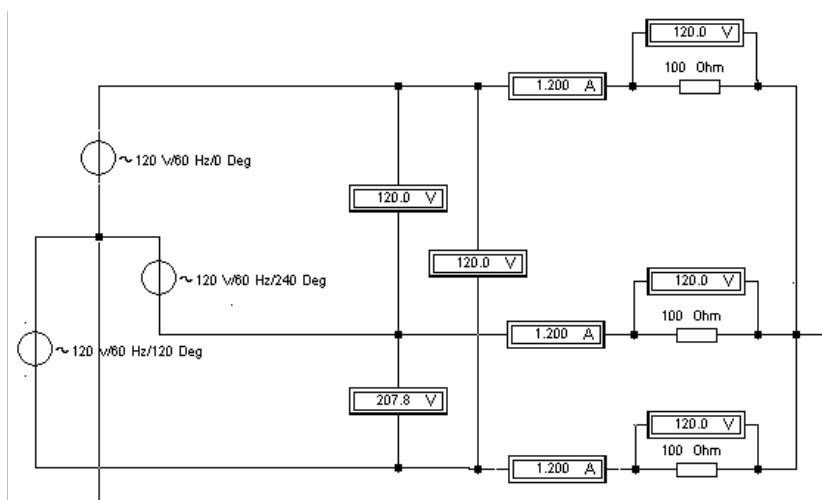 120.0 V
100 Ohm
1.200 A
~ 120 V/60 Hz/0 Deg
120.0 V
120.0 V
~ 120 V/60 Hz/240 Deg
120.0 V
100 Ohm
1.200 A
~ 120 V/60 Hz/120 Deg
207.8 V
120.0 V
100 Ohm
1.200 A